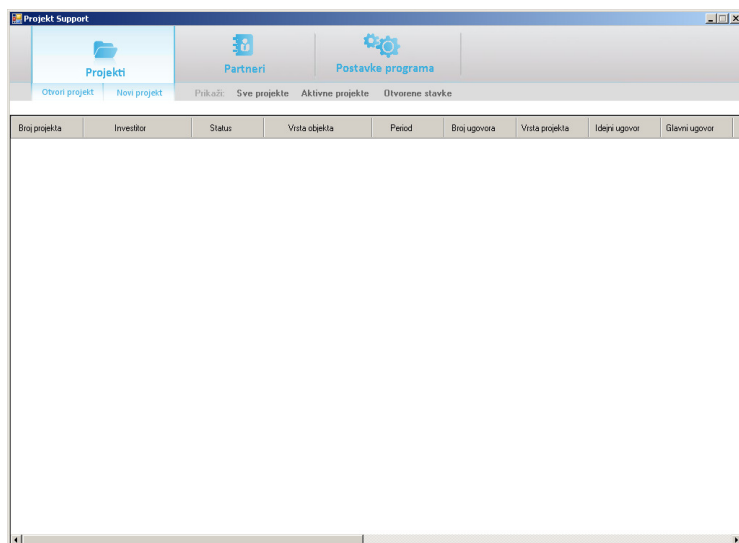 Projekt Support
Projekti
Partneri
Postavke programa
Otvori projekt Novi projekt Prikaži: Sve projekte Aktivne projekte Otvorene stavke
Broj projekta Investitor Status Vrsta objekta Period Broj ugovora Vrsta projekta Idejni ugovor Glavni ugovor